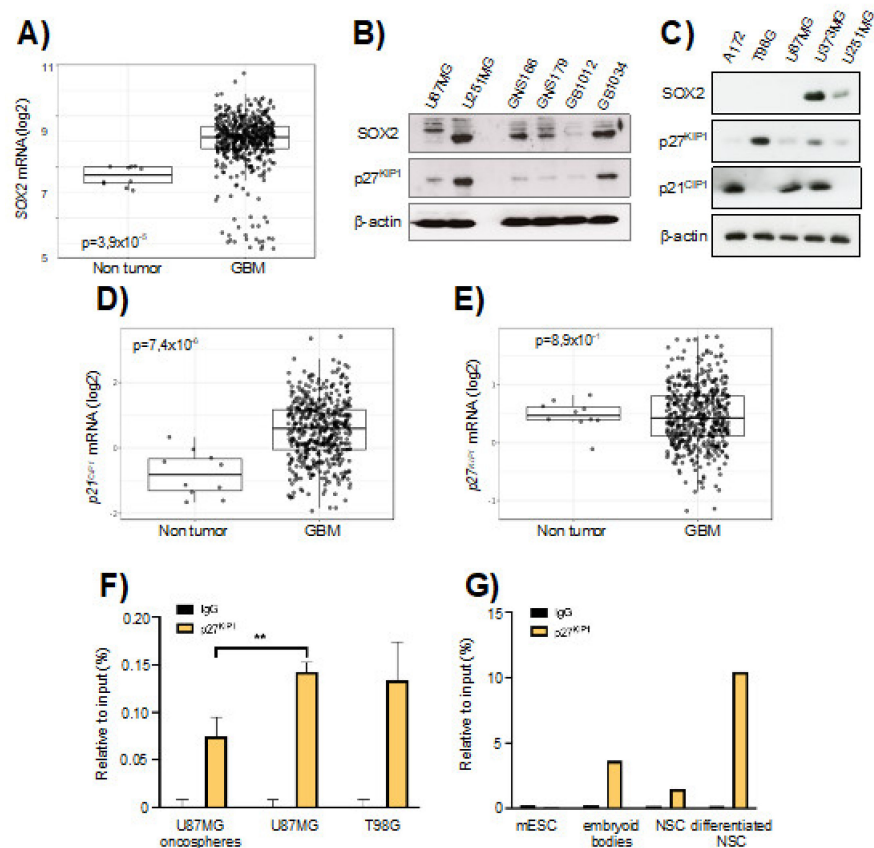 A)
SOX2 mRNA (log2)
11
9
7
5
p=3,9x10⁻⁵
Non tumor
GBM
B)
U87MG
U251MG
GNS166
GNS179
GB1012
GB1034
SOX2
p27KIP1
β-actin
C)
A172
T98G
U87MG
U373MG
U251MG
SOX2
p27KIP1
p21CIP1
β-actin
D)
p21CIP1 mRNA (log2)
p=7,4x10⁻⁶
2
0
-2
Non tumor
GBM
E)
p27KIP1 mRNA (log2)
p=8,9x10⁻¹
1
0
-1
Non tumor
GBM
F)
IgG
p27KIP1
**
Relative to input (%)
0.20
0.15
0.10
0.05
0
U87MG oncospheres
U87MG
T98G
G)
IgG
p27KIP1
Relative to input (%)
15
10
5
0
mESC
embryoid bodies
NSC
differentiated NSC